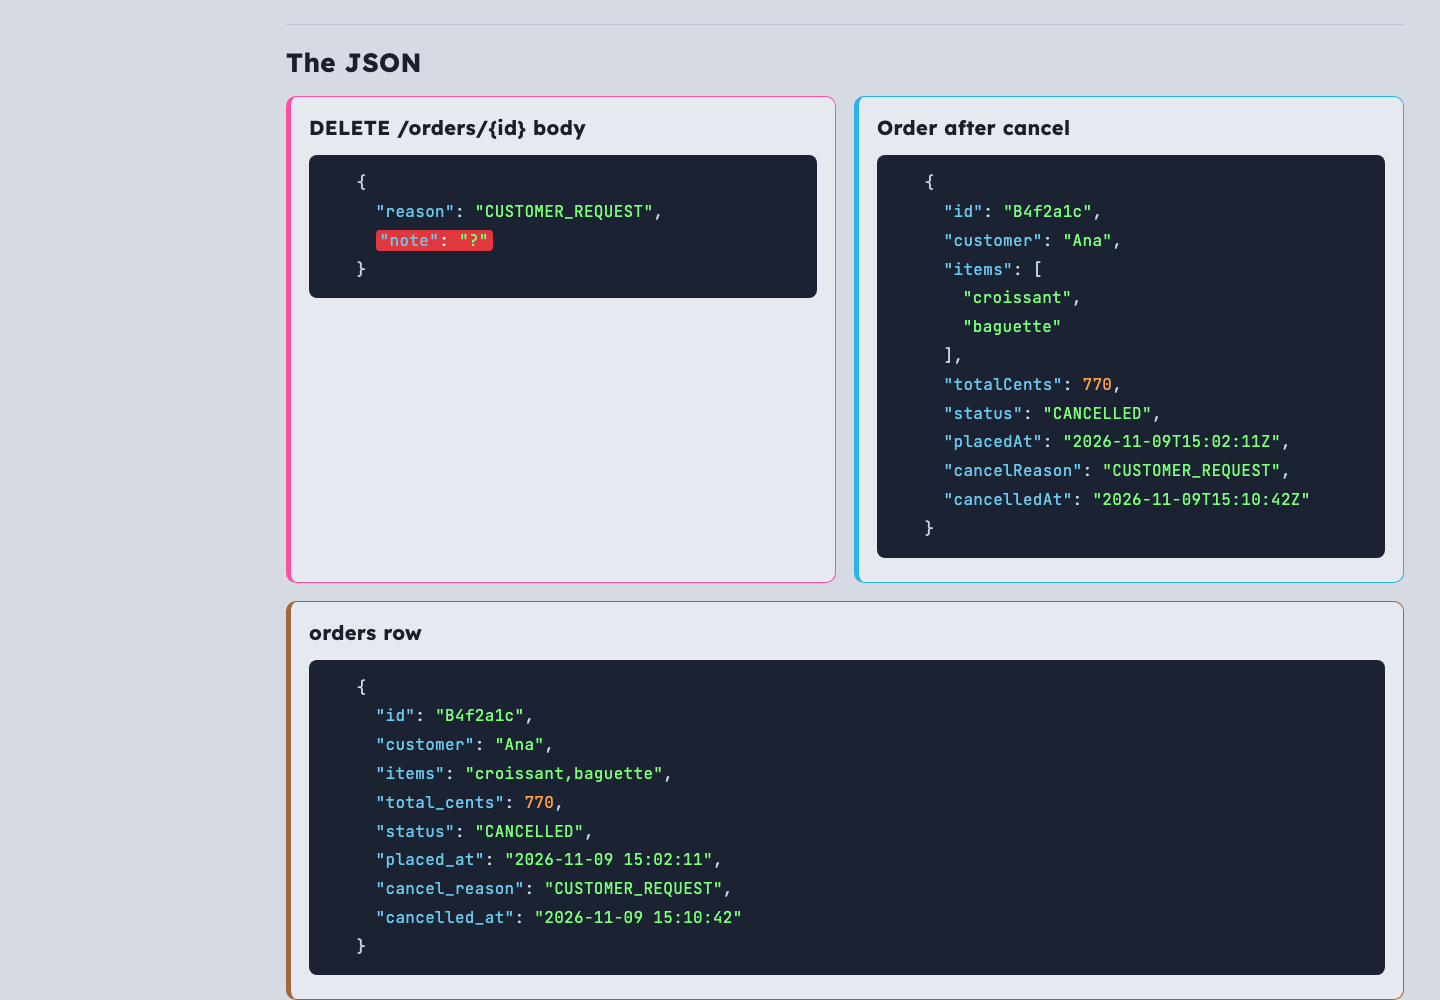 The JSON
DELETE /orders/{id} body
{
  "reason": "CUSTOMER_REQUEST",
  "note": "?"
}
Order after cancel
{
  "id": "B4f2a1c",
  "customer": "Ana",
  "items": [
    "croissant",
    "baguette"
  ],
  "totalCents": 770,
  "status": "CANCELLED",
  "placedAt": "2026-11-09T15:02:11Z",
  "cancelReason": "CUSTOMER_REQUEST",
  "cancelledAt": "2026-11-09T15:10:42Z"
}
orders row
{
  "id": "B4f2a1c",
  "customer": "Ana",
  "items": "croissant,baguette",
  "total_cents": 770,
  "status": "CANCELLED",
  "placed_at": "2026-11-09 15:02:11",
  "cancel_reason": "CUSTOMER_REQUEST",
  "cancelled_at": "2026-11-09 15:10:42"
}